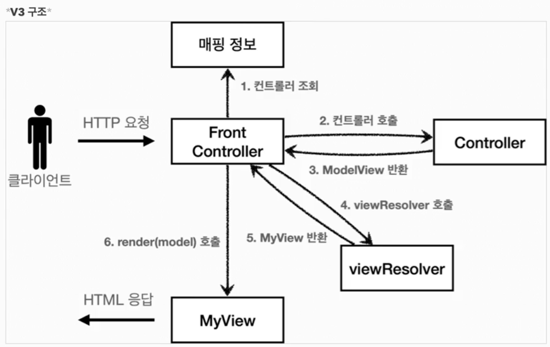 "V3 구조"
매핑 정보
1. 컨트롤러 조회
HTTP 요청
2. 컨트롤러 호출
Front
Controller
Controller
클라이언트
3. ModelView 반환
4. viewResolver 호출
6. render(model) 호출
5. MyView 반환
viewResolver
HTML 응답
MyView